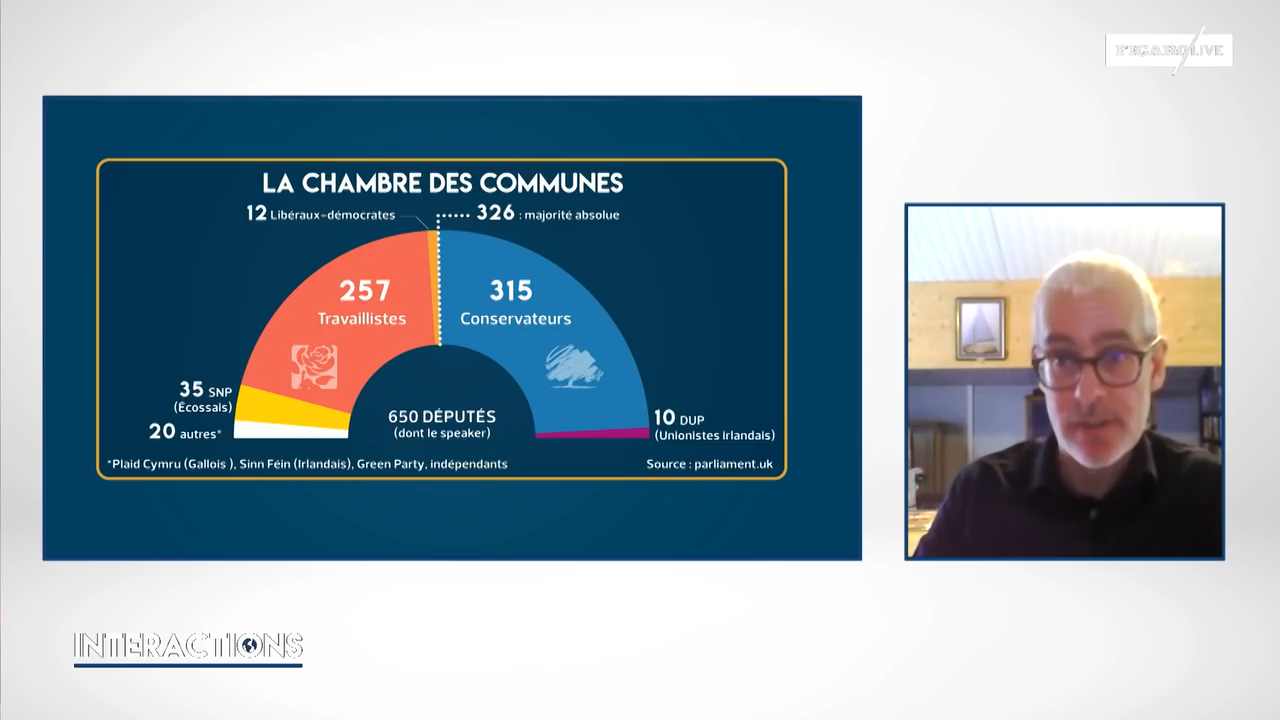 FIGARO LIVE
LA CHAMBRE DES COMMUNES
12 Libéraux-démocrates
326 : majorité absolue
257
Travaillistes
315
Conservateurs
35 SNP
(Écossais)
20 autres*
650 DÉPUTÉS
(dont le speaker)
10 DUP
(Unionistes irlandais)
*Plaid Cymru (Gallois ), Sinn Féin (Irlandais), Green Party, indépendants
Source : parliament.uk
INTERACTIONS